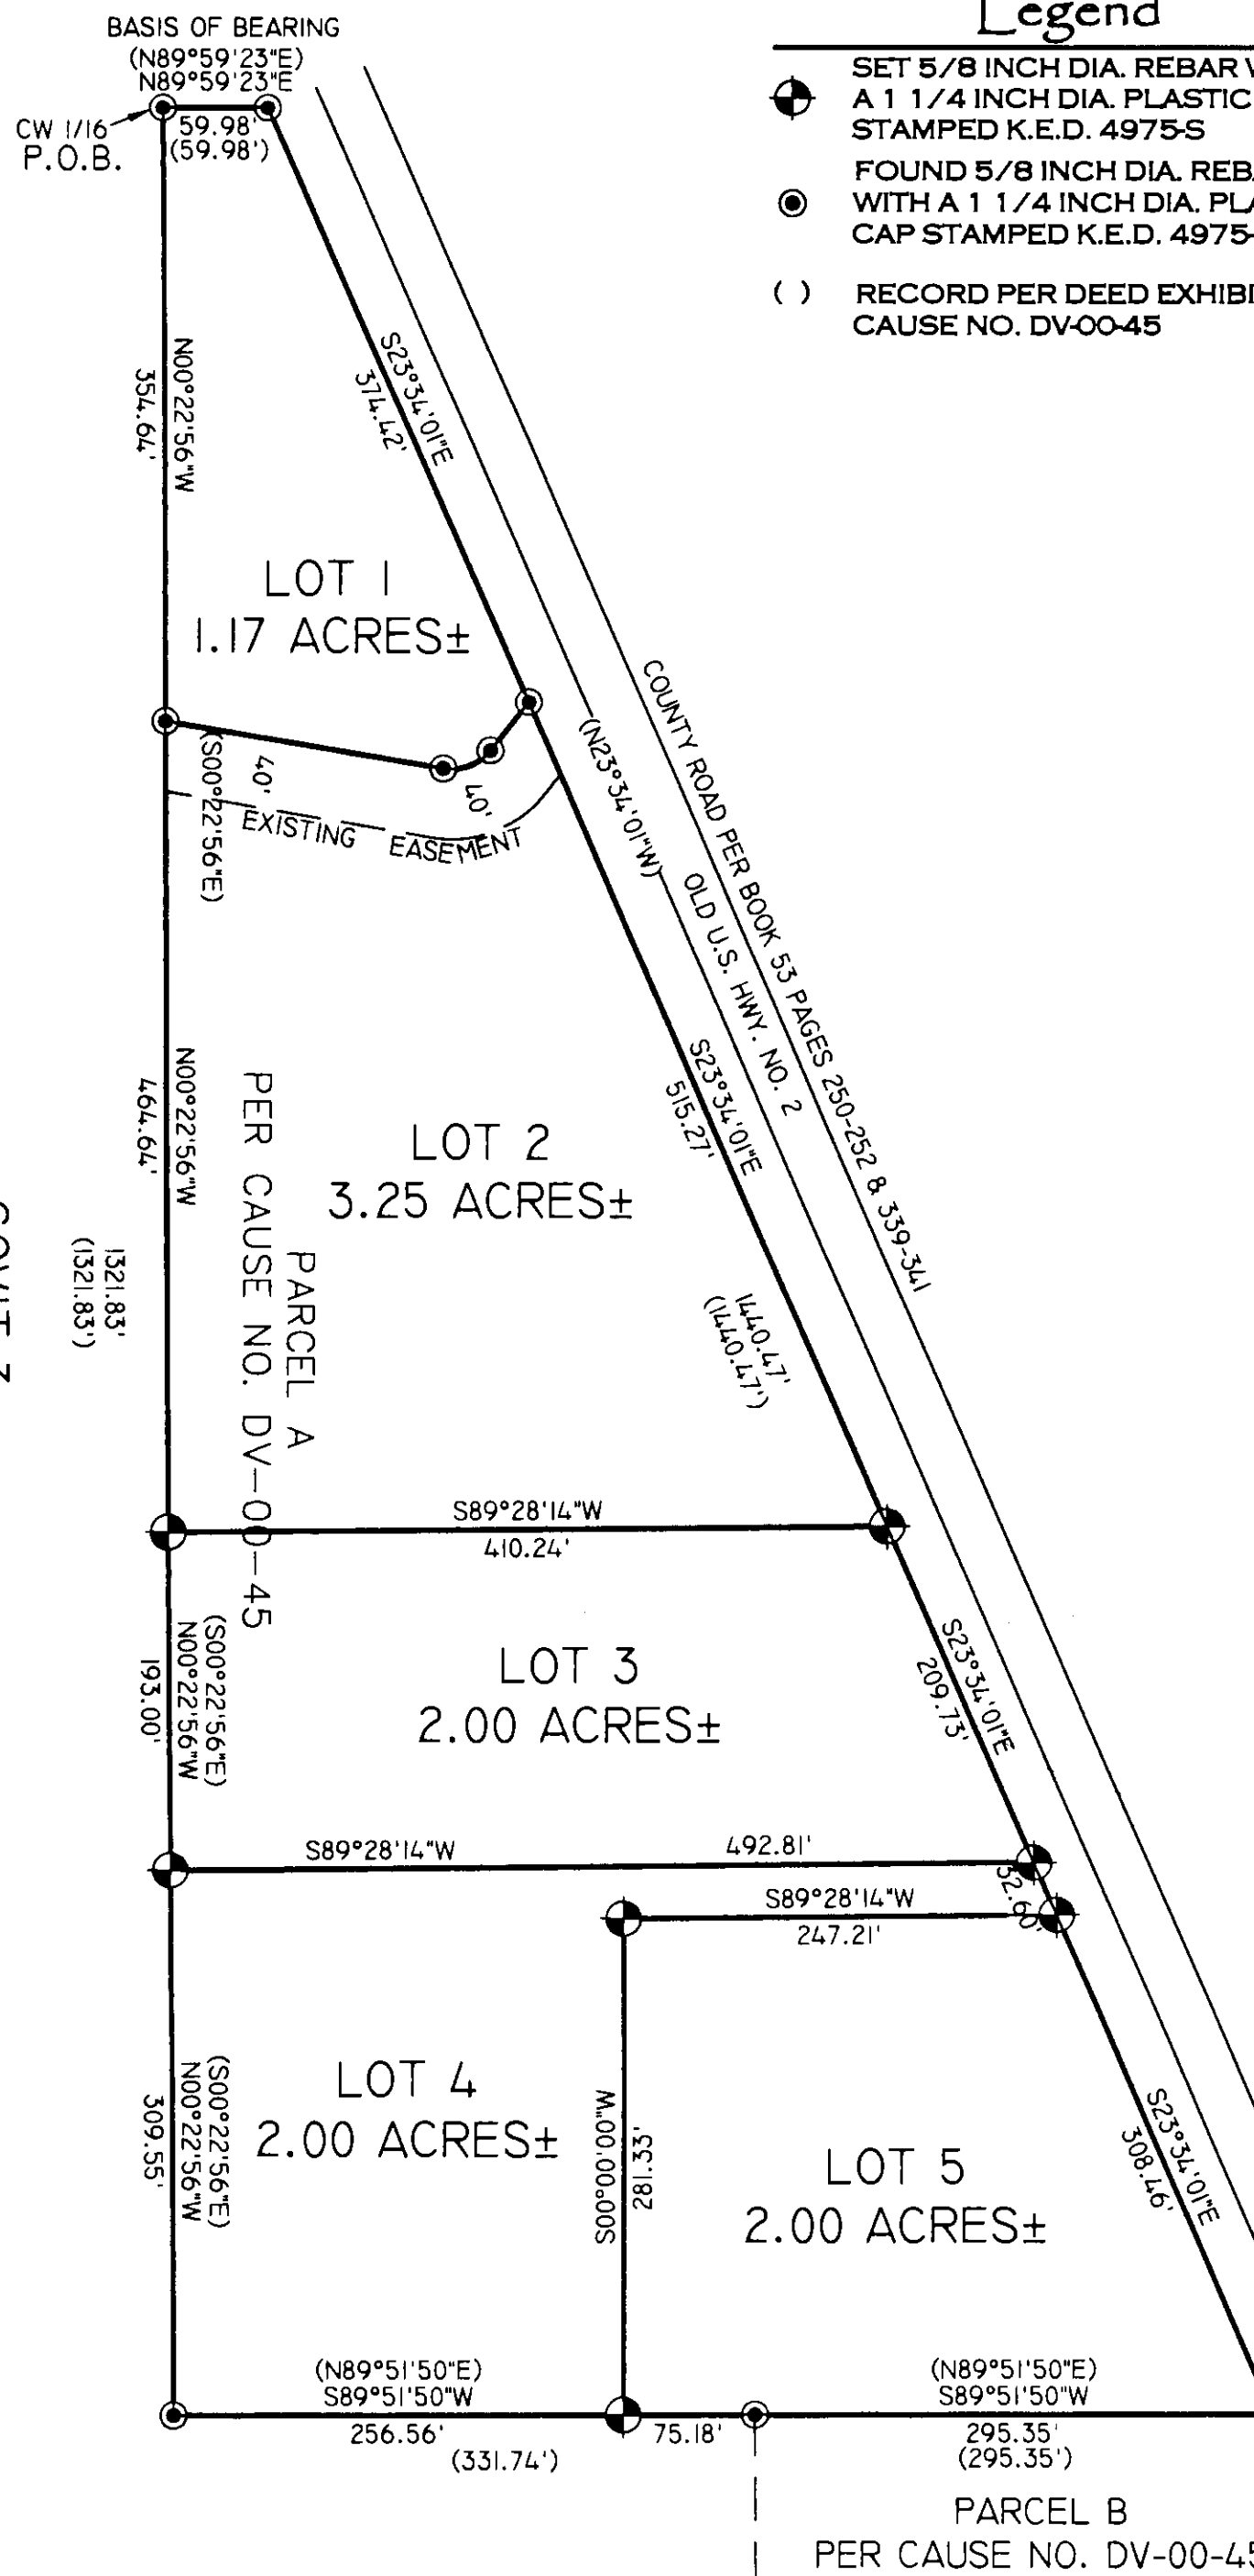 BASIS OF BEARING
(N89°59'23"E)
N89°59'23"E
CW 1/16
P.O.B.
59.98'
(59.98')
Legend
SET 5/8 INCH DIA. REBAR
A 1 1/4 INCH DIA. PLASTIC
STAMPED K.E.D. 4975-S
FOUND 5/8 INCH DIA. REB
WITH A 1 1/4 INCH DIA. PLA
CAP STAMPED K.E.D. 4975-
( ) RECORD PER DEED EXHIBI
CAUSE NO. DV-00-45
N00°22'56"W
354.64'
S23°34'01"E
374.42'
LOT 1
1.17 ACRES±
COUNTY ROAD PER BOOK 53 PAGES 250-252 & 339-341
(N23°34'01"W)
OLD U.S. HWY. NO. 2
40'
40'
EXISTING EASEMENT
(S00°22'56"E)
N00°22'56"W
464.64'
S23°34'01"E
515.27'
LOT 2
3.25 ACRES±
1321.83'
(1321.83')
PARCEL A
PER CAUSE NO. DV-00-45
1440.47'
(1440.47')
S89°28'14"W
410.24'
(S00°22'56"E)
N00°22'56"W
193.00'
LOT 3
2.00 ACRES±
S23°34'01"E
209.73'
S89°28'14"W 492.81'
S89°28'14"W
247.21'
32.60'
(S00°22'56"E)
N00°22'56"W
309.55'
LOT 4
2.00 ACRES±
S00°00'00"W
281.33'
LOT 5
2.00 ACRES±
S23°34'01"E
308.46'
(N89°51'50"E)
S89°51'50"W
256.56'
(331.74')
75.18'
(N89°51'50"E)
S89°51'50"W
295.35'
(295.35')
PARCEL B
PER CAUSE NO. DV-00-45